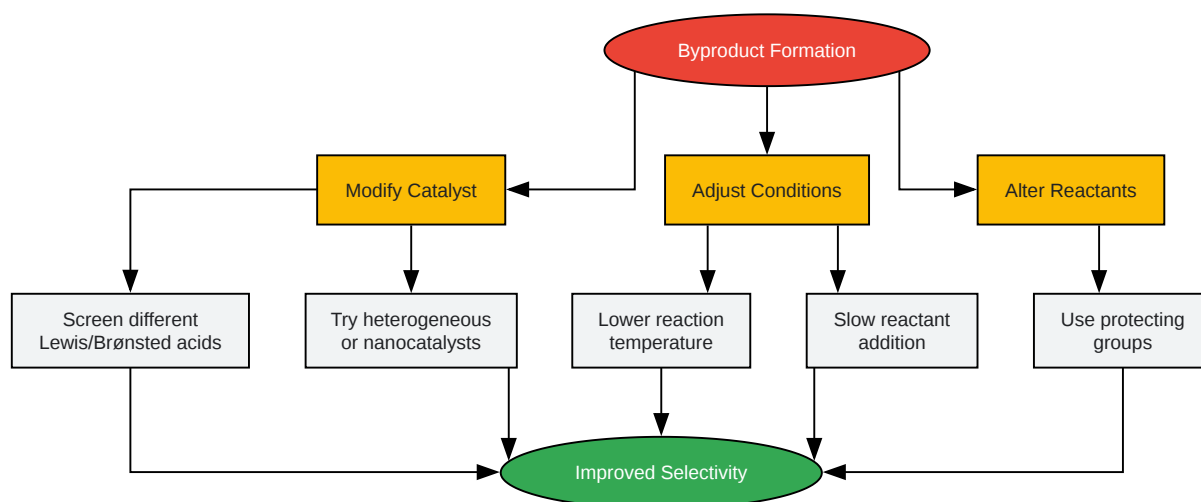 Byproduct Formation
Modify Catalyst
Adjust Conditions
Alter Reactants
Screen different
Lewis/Brønsted acids
Try heterogeneous
or nanocatalysts
Lower reaction
temperature
Slow reactant
addition
Use protecting
groups
Improved Selectivity